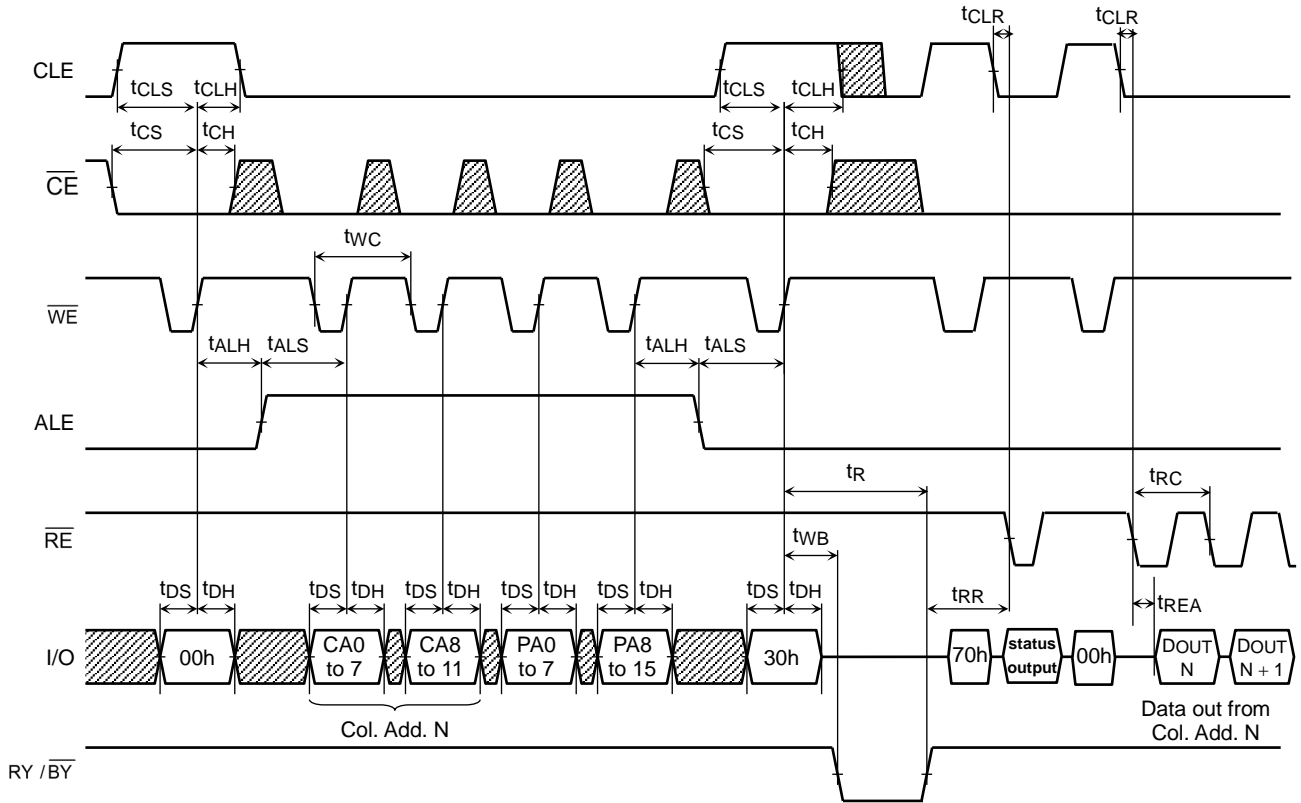 tCLR tCLR
CLE
tCLS tCLH tCLS tCLH
tCS tCH tCS tCH
CE
tWC
WE
tALH tALS tALH tALS
ALE
tR
tRC
RE
tWB
tDS tDH tDS tDH tDS tDH tDS tDH tDS tDH tDS tDH
tRR
tREA
I/O
00h
CA0 to 7
CA8 to 11
PA0 to 7
PA8 to 15
30h
70h
status output
00h
DOUT N
DOUT N + 1
Col. Add. N
Data out from
Col. Add. N
RY / BY